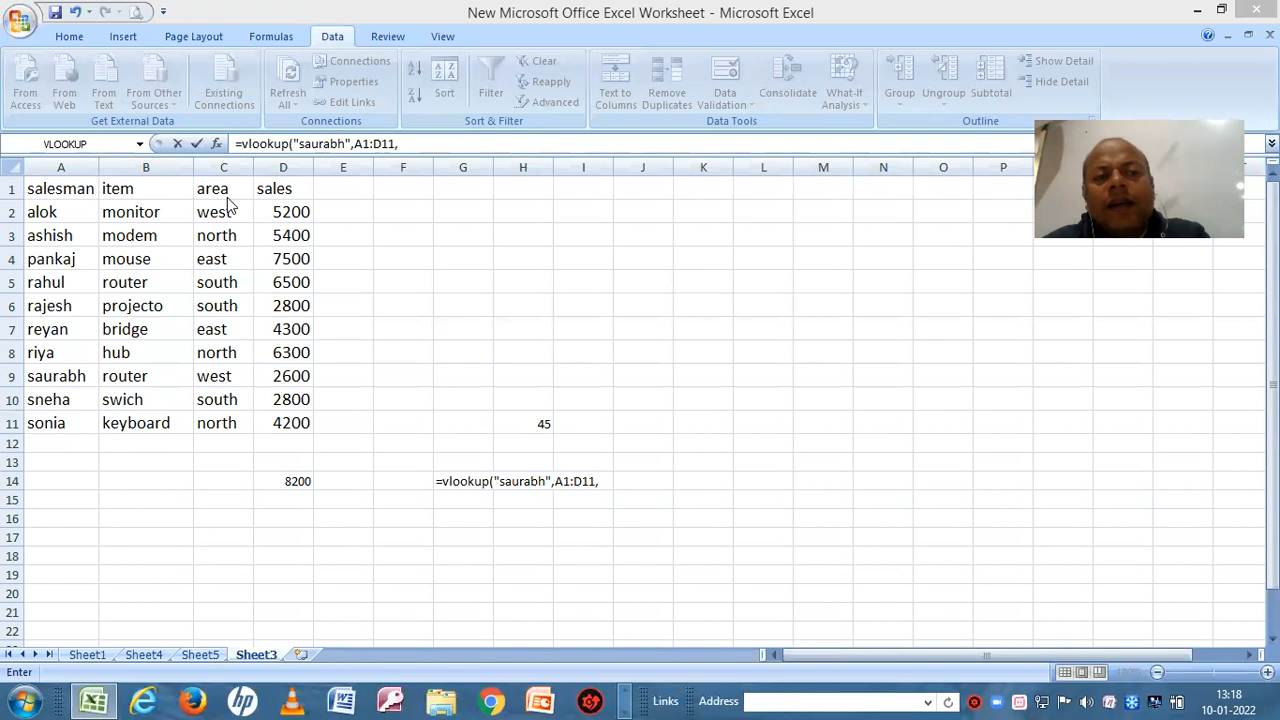 New Microsoft Office Excel Worksheet - Microsoft Excel
Home Insert Page Layout Formulas Data Review View
From Access
From Web
From Text
From Other Sources
Existing Connections
Get External Data
Refresh All
Connections
Properties
Edit Links
Connections
Sort
Filter
Clear
Reapply
Advanced
Sort & Filter
Text to Columns
Remove Duplicates
Data Validation
Consolidate
What-If Analysis
Data Tools
Group
Ungroup
Subtotal
Show Detail
Hide Detail
Outline
VLOOKUP =vlookup("saurabh",A1:D11,
A B C D E F G H I J K L M N O P
1 salesman item area sales
2 alok monitor west 5200
3 ashish modem north 5400
4 pankaj mouse east 7500
5 rahul router south 6500
6 rajesh projecto south 2800
7 reyan bridge east 4300
8 riya hub north 6300
9 saurabh router west 2600
10 sneha swich south 2800
11 sonia keyboard north 4200 45
12
13
14 8200 =vlookup("saurabh",A1:D11,
15
16
17
18
19
20
21
22
Sheet1 Sheet4 Sheet5 Sheet3
Enter 100%
Links Address 13:18
10-01-2022